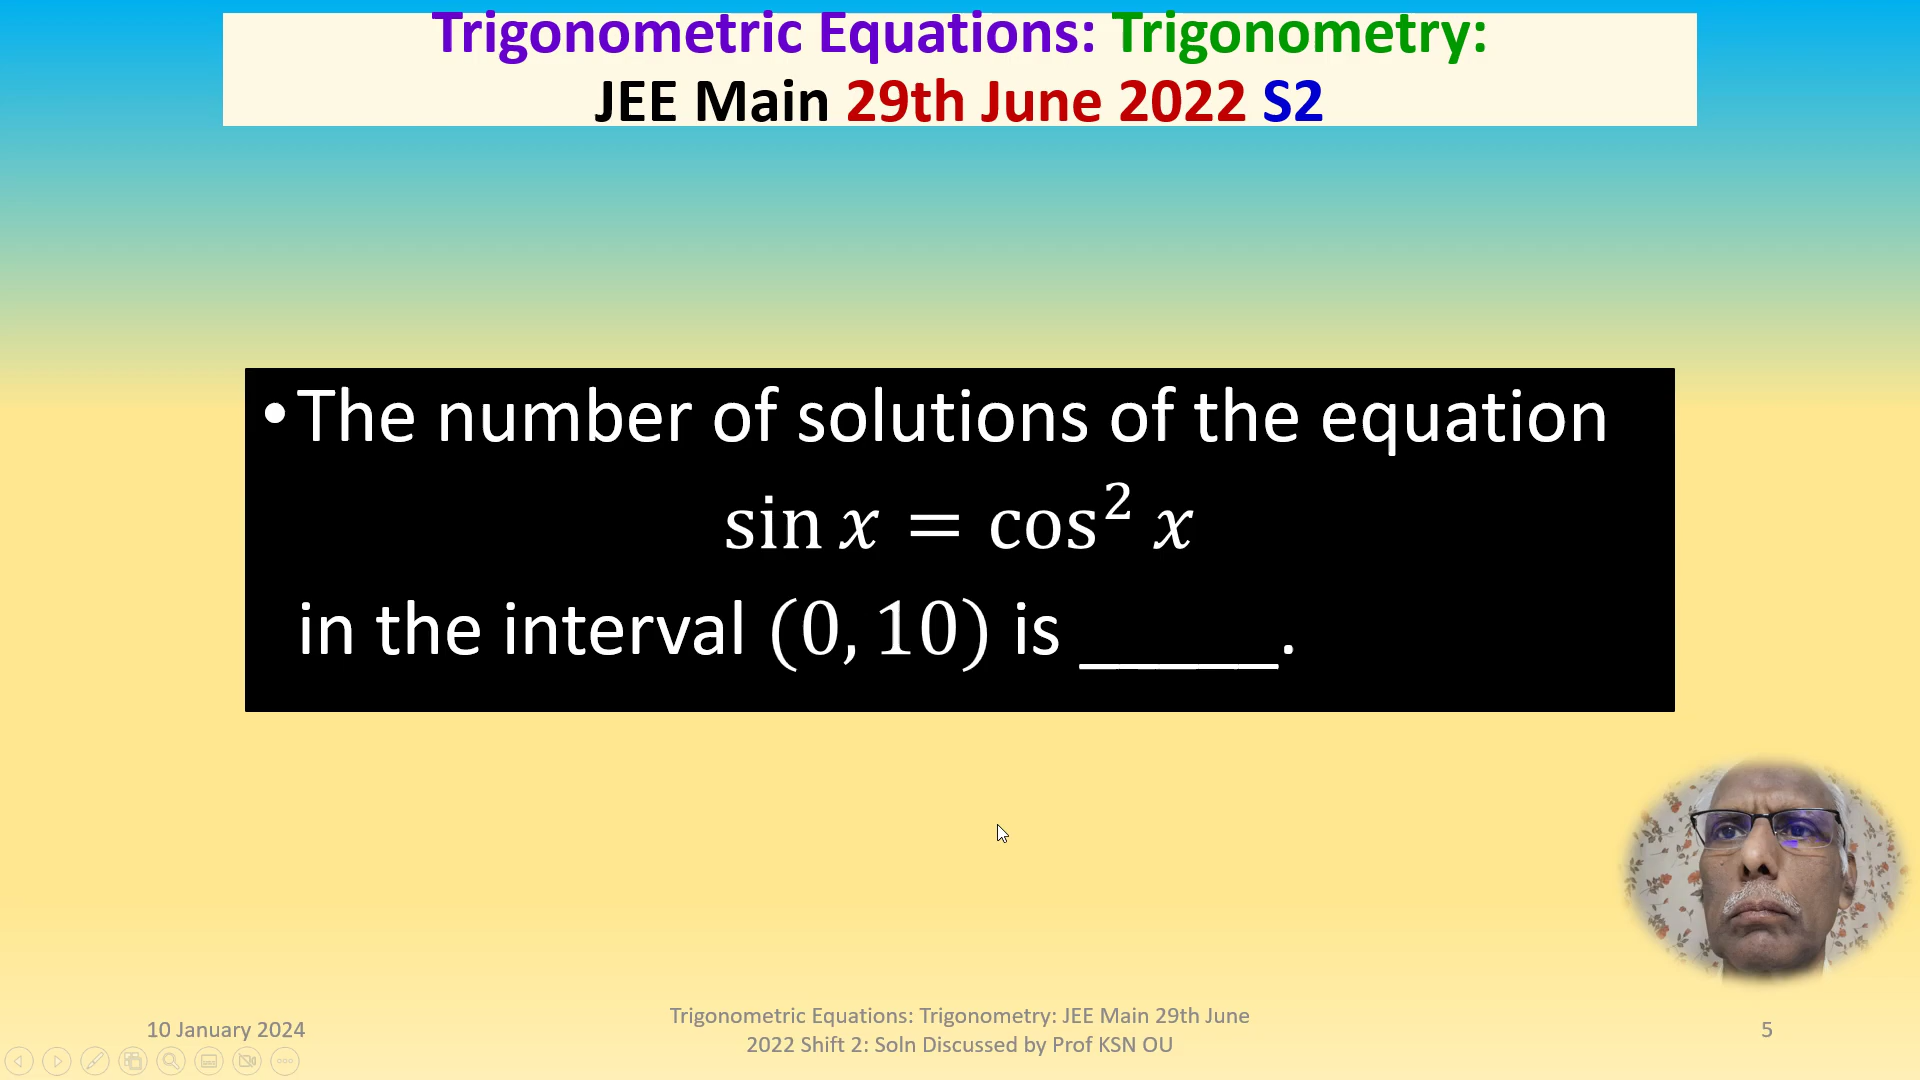 Trigonometric Equations: Trigonometry:
JEE Main 29th June 2022 S2
•The number of solutions of the equation
sin x = cos² x
in the interval (0, 10) is _____.
10 January 2024
Trigonometric Equations: Trigonometry: JEE Main 29th June
2022 Shift 2: Soln Discussed by Prof KSN OU
5